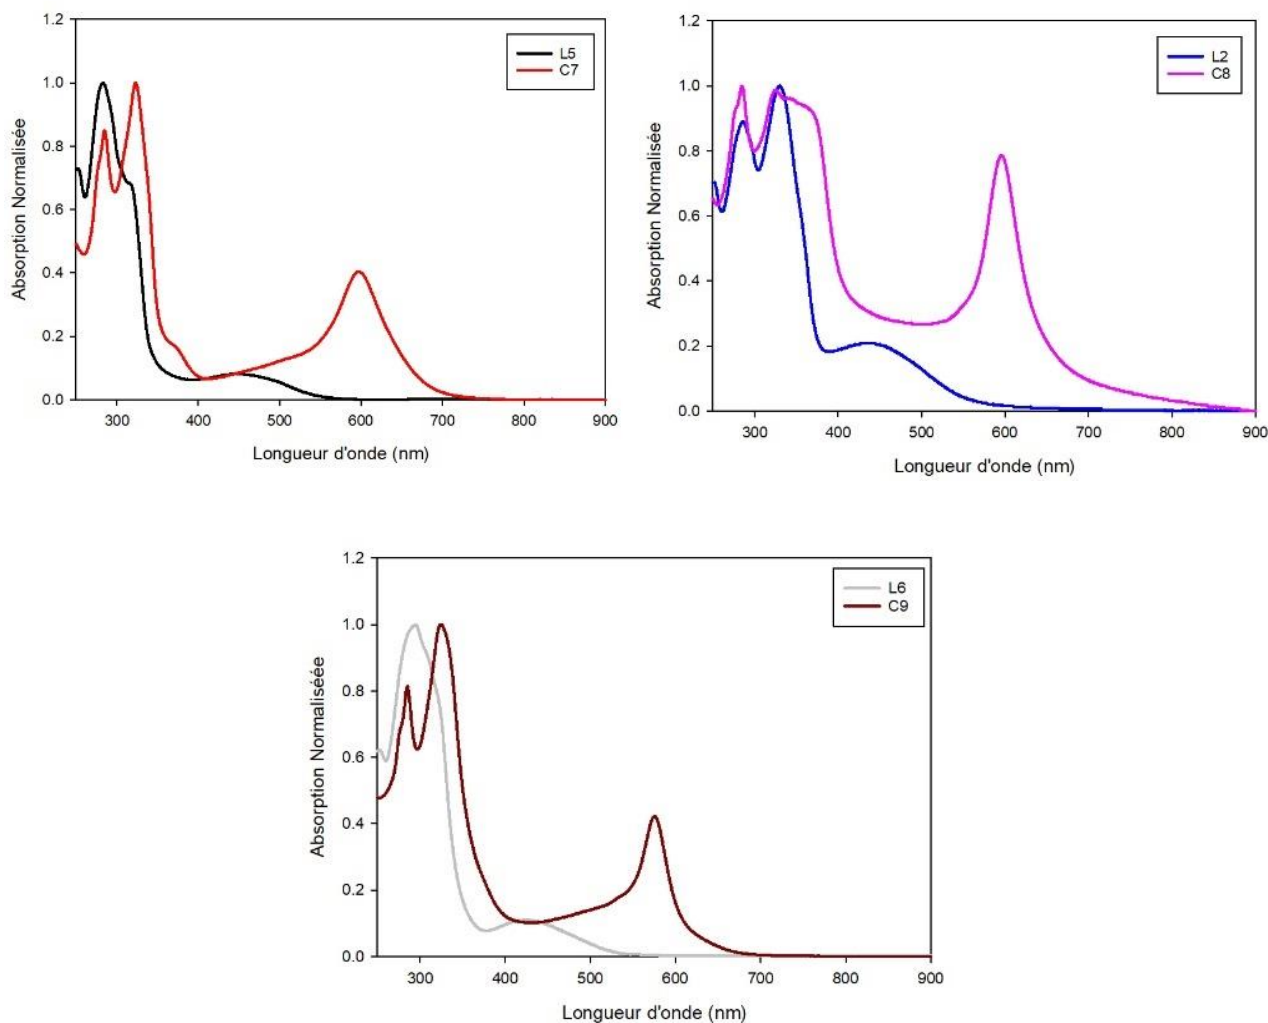 1.2
1.0
0.8
0.6
0.4
0.2
0.0
Absorption Normalisée
300 400 500 600 700 800 900
Longueur d'onde (nm)
L5
C7
1.2
1.0
0.8
0.6
0.4
0.2
0.0
Absorption Normalisée
300 400 500 600 700 800 900
Longueur d'onde (nm)
L2
C8
1.2
1.0
0.8
0.6
0.4
0.2
0.0
Absorption Normaliséée
300 400 500 600 700 800 900
Longueur d'onde (nm)
L6
C9